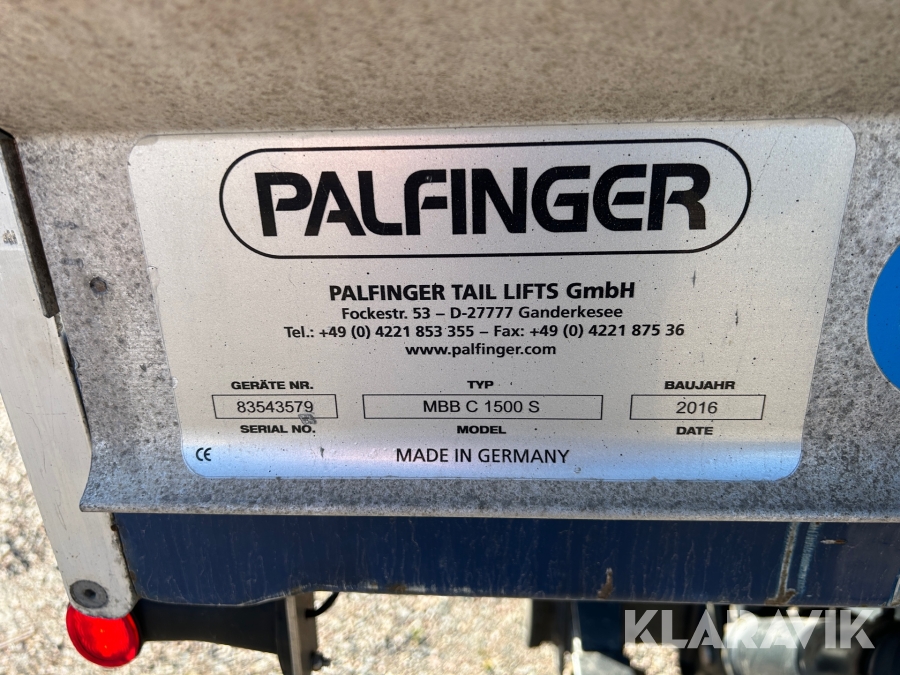 PALFINGER
PALFINGER TAIL LIFTS GmbH
Fockestr. 53 – D-27777 Ganderkesee
Tel.: +49 (0) 4221 853 355 – Fax: +49 (0) 4221 875 36
www.palfinger.com
GERÄTE NR. TYP BAUJAHR
83543579 MBB C 1500 S 2016
SERIAL NO. MODEL DATE
CE MADE IN GERMANY
KLARAVIK